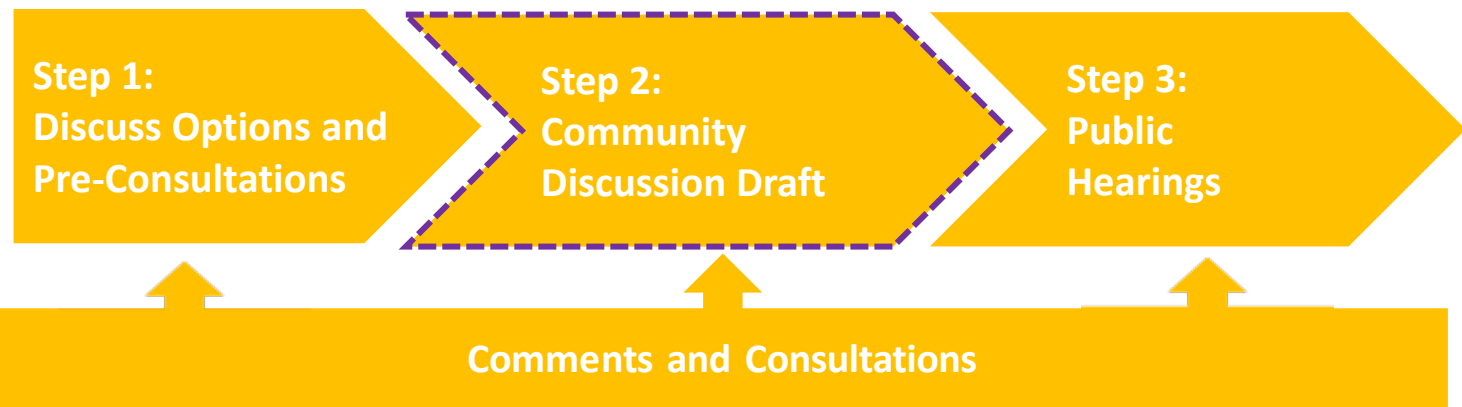 Step 1:
Discuss Options and
Pre-Consultations
Step 2:
Community
Discussion Draft
Step 3:
Public
Hearings
Comments and Consultations